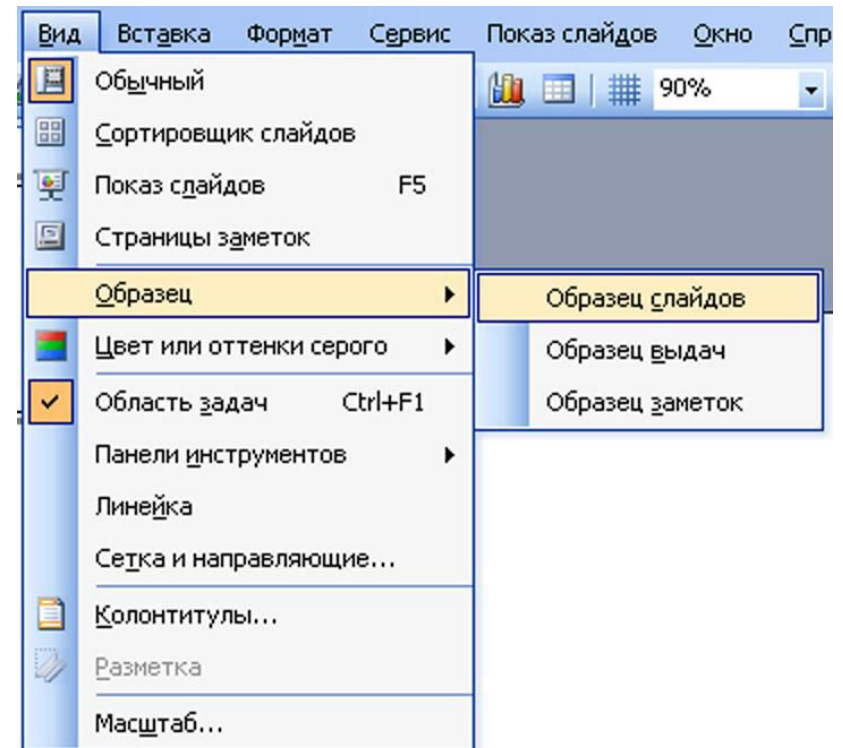 Вид Вставка Формат Сервис Показ слайдов Окно Спр
90%
Обычный
Сортировщик слайдов
Показ слайдов F5
Страницы заметок
Образец
Образец слайдов
Цвет или оттенки серого
Образец выдач
Область задач Ctrl+F1
Образец заметок
Панели инструментов
Линейка
Сетка и направляющие...
Колонтитулы...
Разметка
Масштаб...